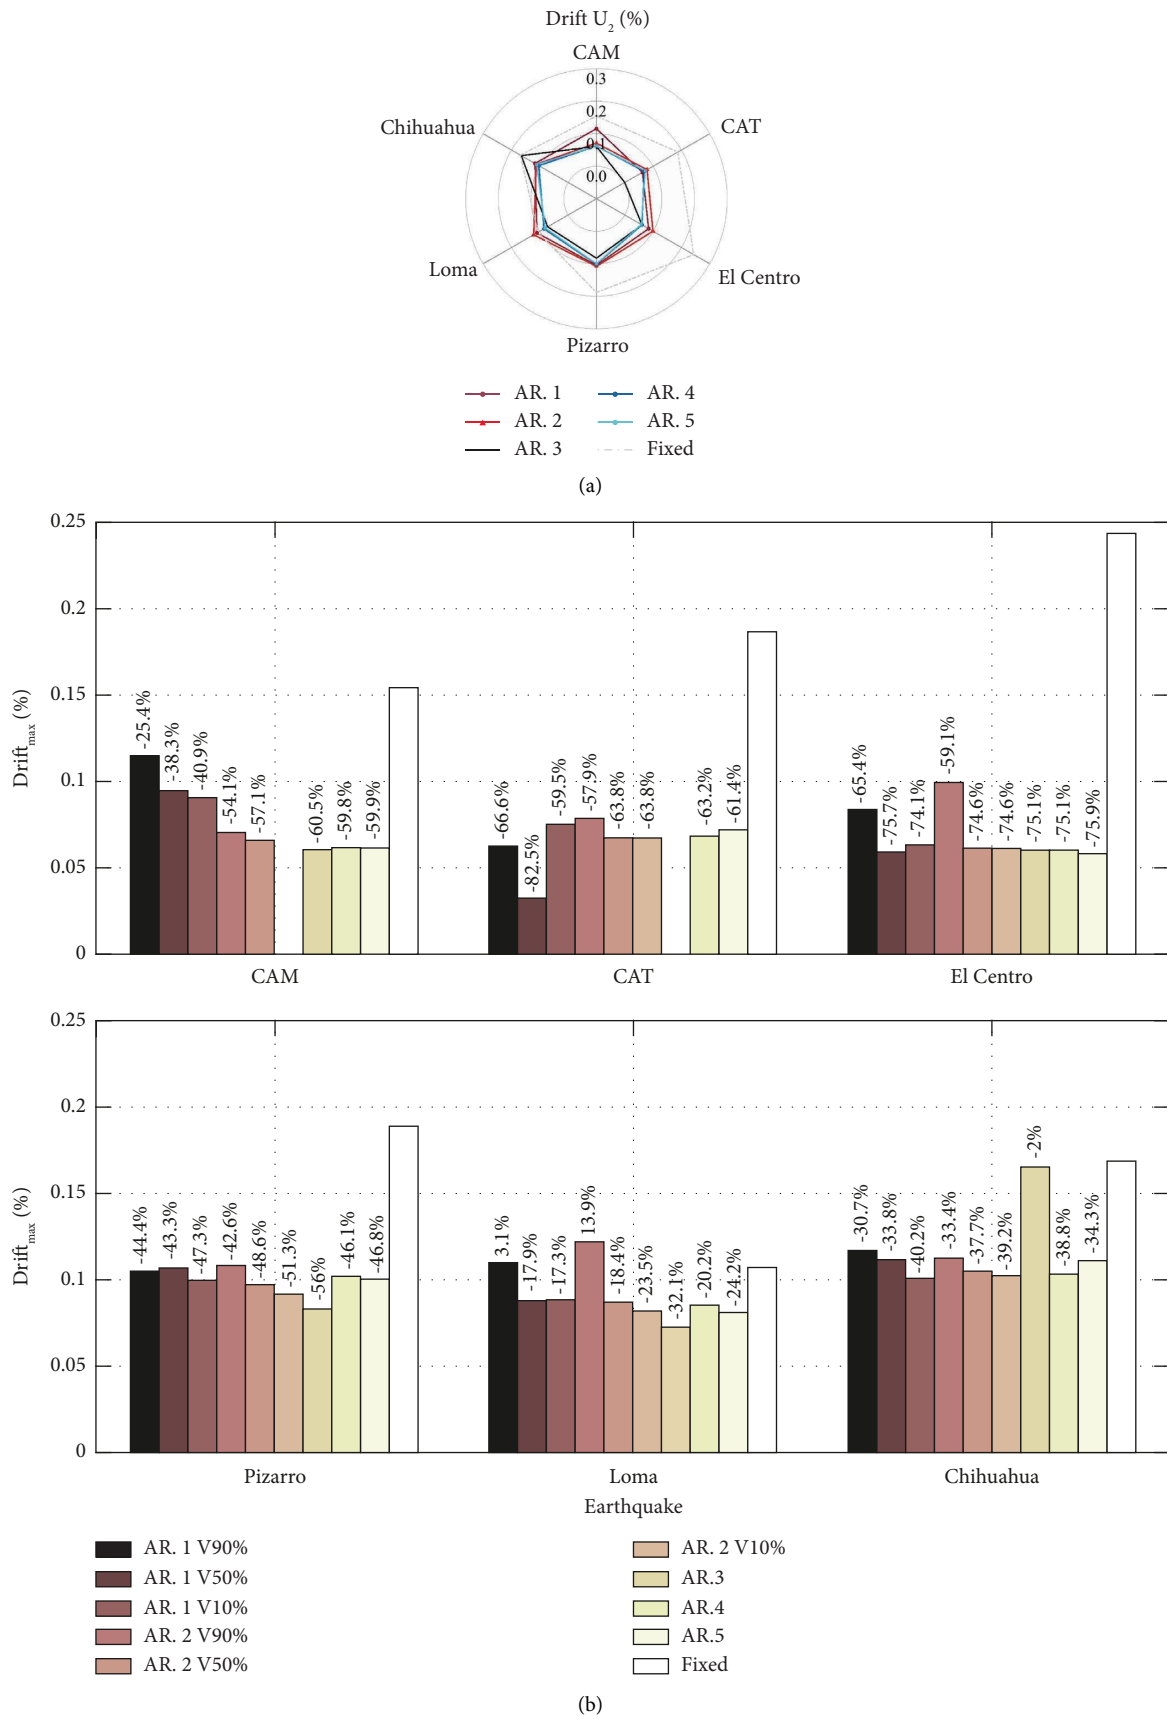 Drift U₂ (%)
CAM
0.3
0.2
0.1
0.0
Chihuahua
CAT
Loma
El Centro
Pizarro
AR. 1
AR. 4
AR. 2
AR. 5
AR. 3
Fixed
(a)
Drift_max (%)
0.25
0.2
0.15
0.1
0.05
0
-25.4%
-38.3%
-40.9%
-54.1%
-57.1%
-60.5%
-59.8%
-59.9%
-66.6%
-82.5%
-59.5%
-57.9%
-63.8%
-63.8%
-63.2%
-61.4%
-65.4%
-75.7%
-74.1%
-59.1%
-74.6%
-74.6%
-75.1%
-75.1%
-75.9%
CAM
CAT
El Centro
Drift_max (%)
0.25
0.2
0.15
0.1
0.05
0
-44.4%
-43.3%
-47.3%
-42.6%
-48.6%
-51.3%
-56%
-46.1%
-46.8%
3.1%
-17.9%
-17.3%
13.9%
-18.4%
-23.5%
-32.1%
-20.2%
-24.2%
-30.7%
-33.8%
-40.2%
-33.4%
-37.7%
-39.2%
-2%
-38.8%
-34.3%
Pizarro
Loma
Chihuahua
Earthquake
AR. 1 V90%
AR. 1 V50%
AR. 1 V10%
AR. 2 V90%
AR. 2 V50%
AR. 2 V10%
AR.3
AR.4
AR.5
Fixed
(b)